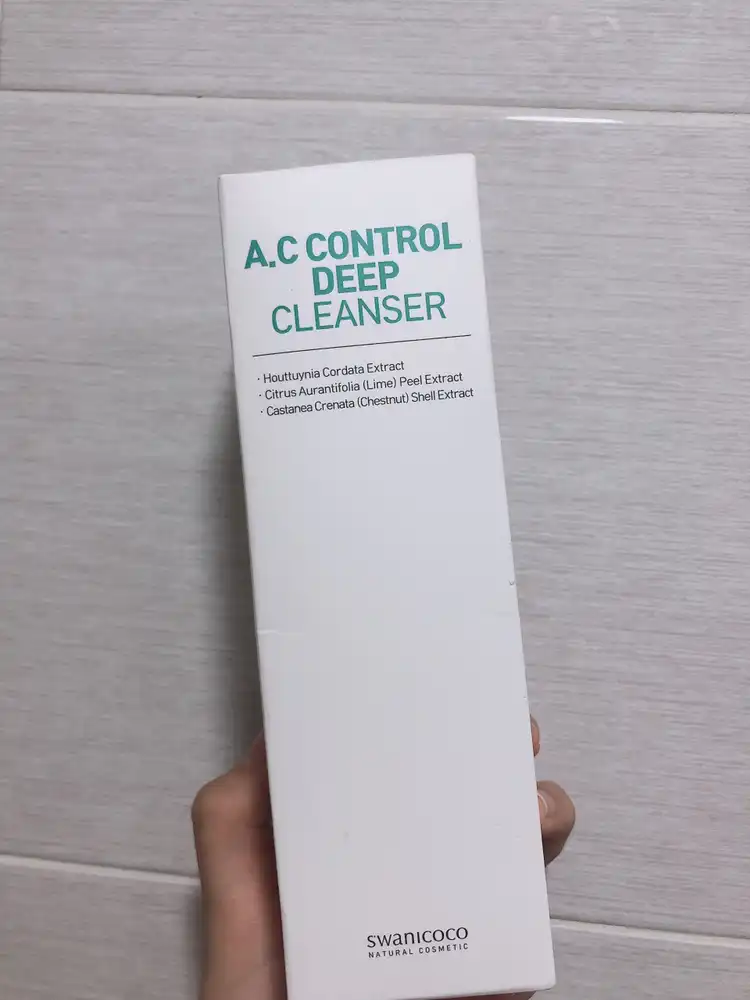 A.C CONTROL
DEEP
CLEANSER
· Houttuynia Cordata Extract
· Citrus Aurantifolia (Lime) Peel Extract
· Castanea Crenata (Chestnut) Shell Extract
swanicoco
NATURAL COSMETIC